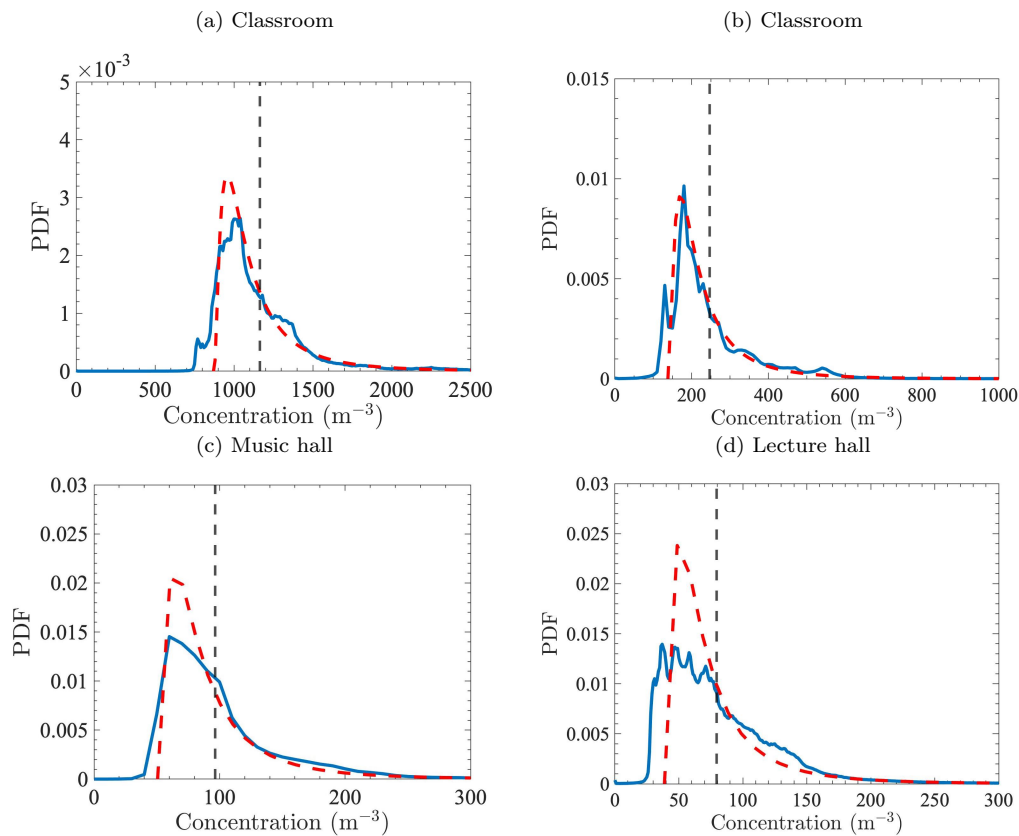 (a) Classroom
×10⁻³
5
4
3
2
1
0
PDF
0 500 1000 1500 2000 2500
Concentration (m⁻³)
(b) Classroom
0.015
0.01
0.005
0
PDF
0 200 400 600 800 1000
Concentration (m⁻³)
(c) Music hall
0.03
0.025
0.02
0.015
0.01
0.005
0
PDF
0 100 200 300
Concentration (m⁻³)
(d) Lecture hall
0.03
0.025
0.02
0.015
0.01
0.005
0
PDF
0 50 100 150 200 250 300
Concentration (m⁻³)